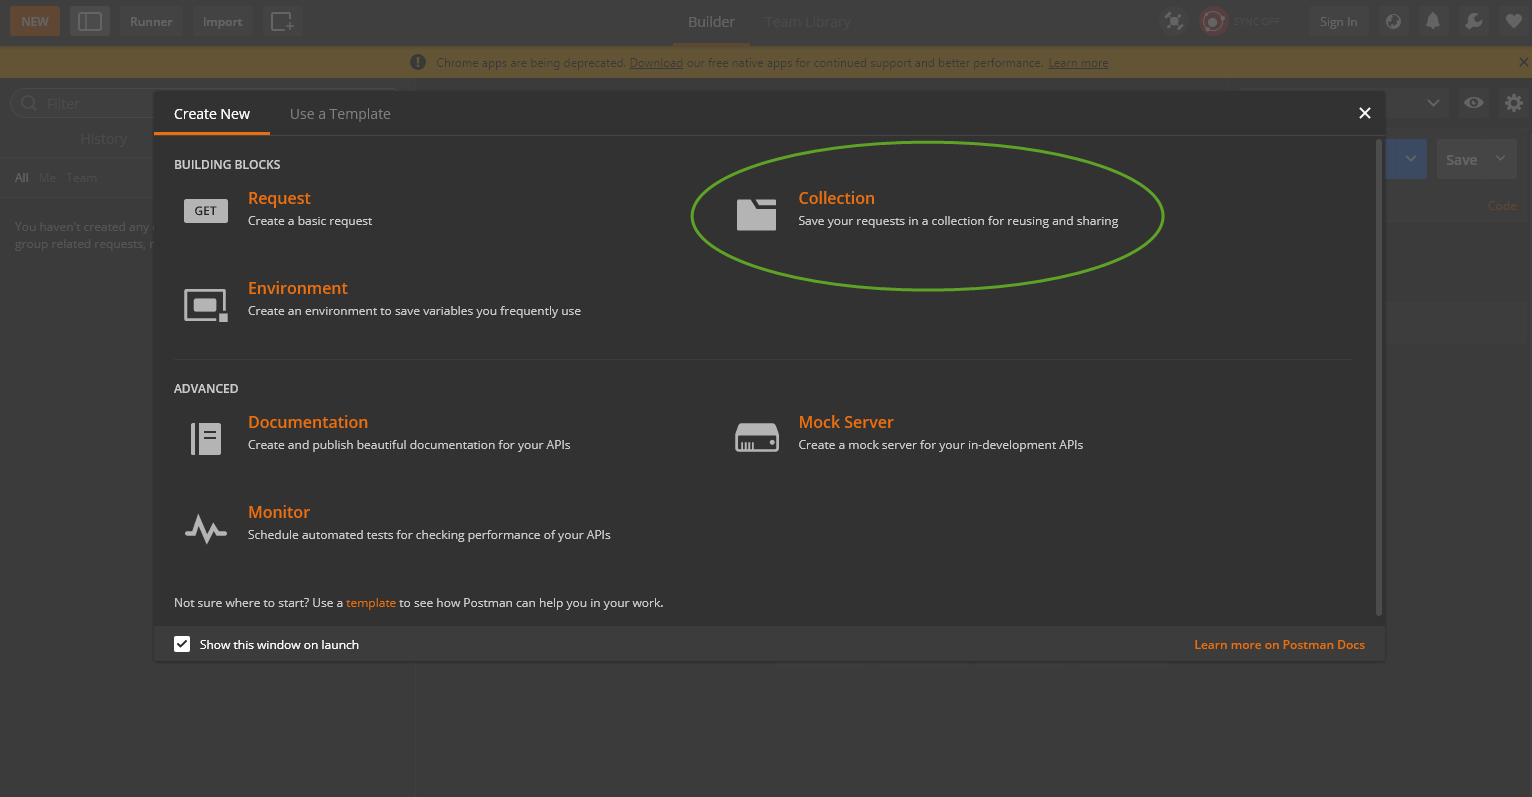 NEW
Runner
Import
Builder
Team Library
SYNC OFF
Sign In
Chrome apps are being deprecated. Download our free native apps for continued support and better performance. Learn more
Filter
History
All Me Team
You haven't created any
group related requests,
Save
Code
Create New
Use a Template
BUILDING BLOCKS
GET
Request
Create a basic request
Collection
Save your requests in a collection for reusing and sharing
Environment
Create an environment to save variables you frequently use
ADVANCED
Documentation
Create and publish beautiful documentation for your APIs
Mock Server
Create a mock server for your in-development APIs
Monitor
Schedule automated tests for checking performance of your APIs
Not sure where to start? Use a template to see how Postman can help you in your work.
Show this window on launch
Learn more on Postman Docs